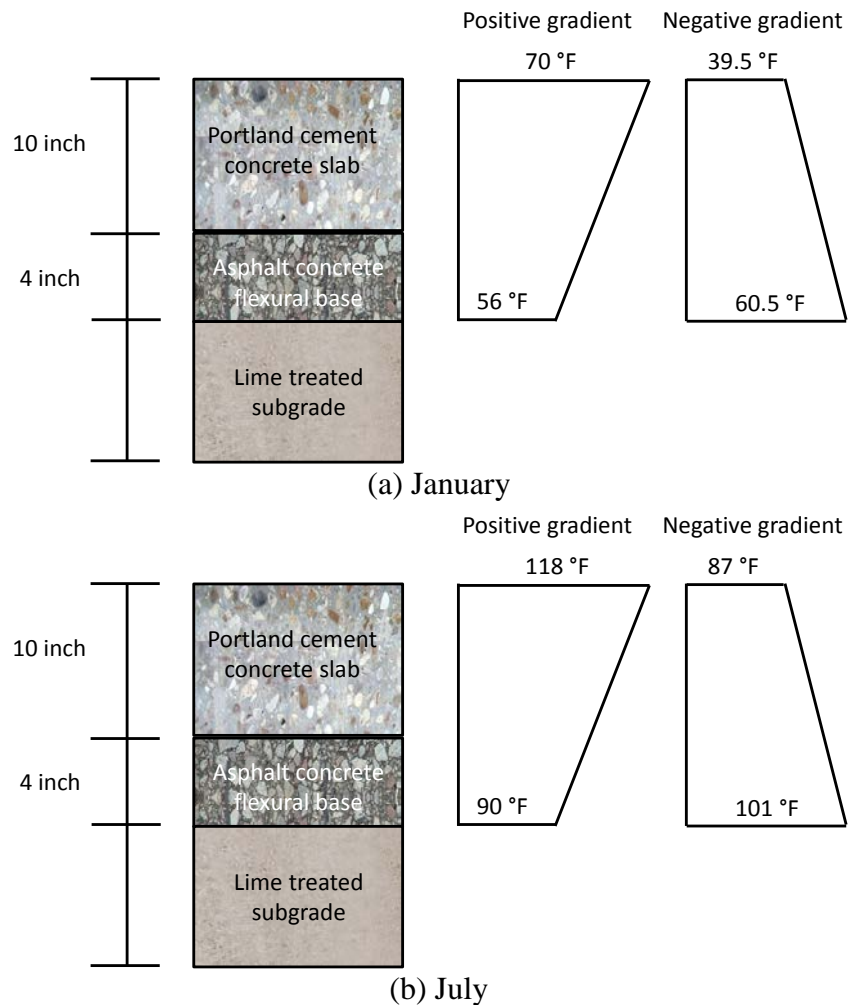 Positive gradient Negative gradient
70 °F 39.5 °F
10 inch
Portland cement
concrete slab
4 inch
Asphalt concrete
flexural base
56 °F 60.5 °F
Lime treated
subgrade
(a) January
Positive gradient Negative gradient
118 °F 87 °F
10 inch
Portland cement
concrete slab
4 inch
Asphalt concrete
flexural base
90 °F 101 °F
Lime treated
subgrade
(b) July